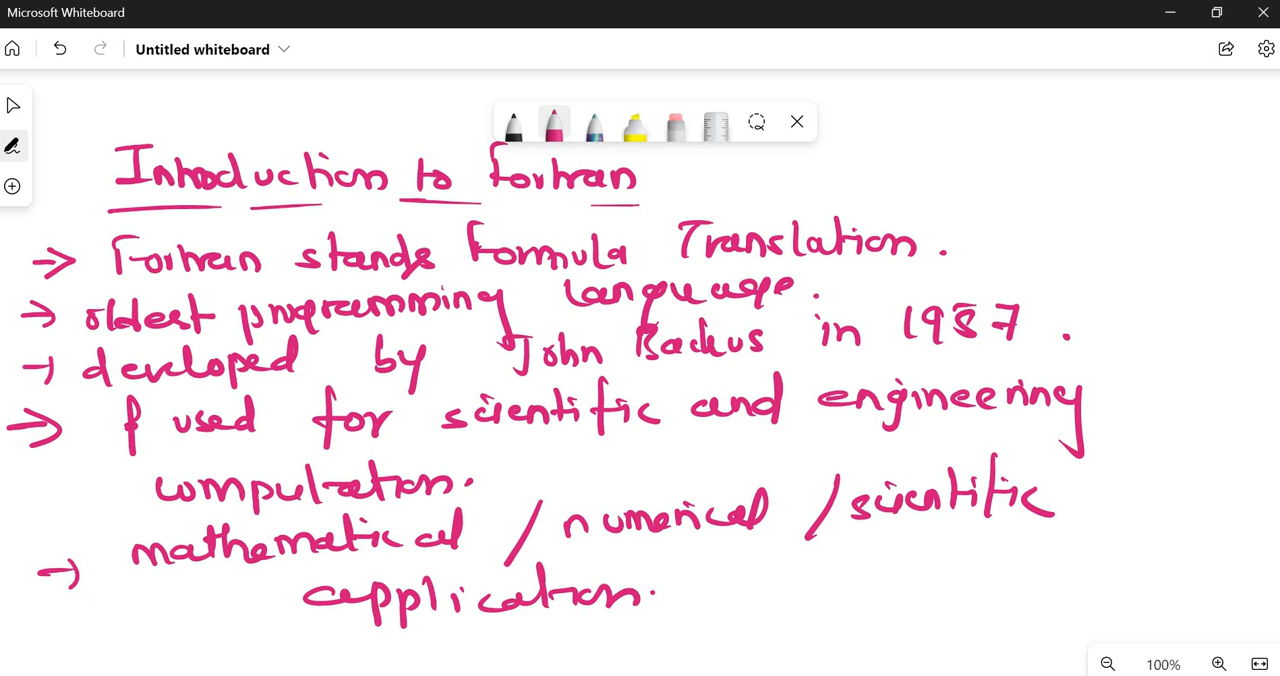 Microsoft Whiteboard
Untitled whiteboard
Introduction to Fortran
→ Fortran stands Formula Translation.
→ oldest programming language.
→ developed by John Backus in 1957.
→ used for scientific and engineering
computation.
→ mathematical / numerical / scientific
application.
100%